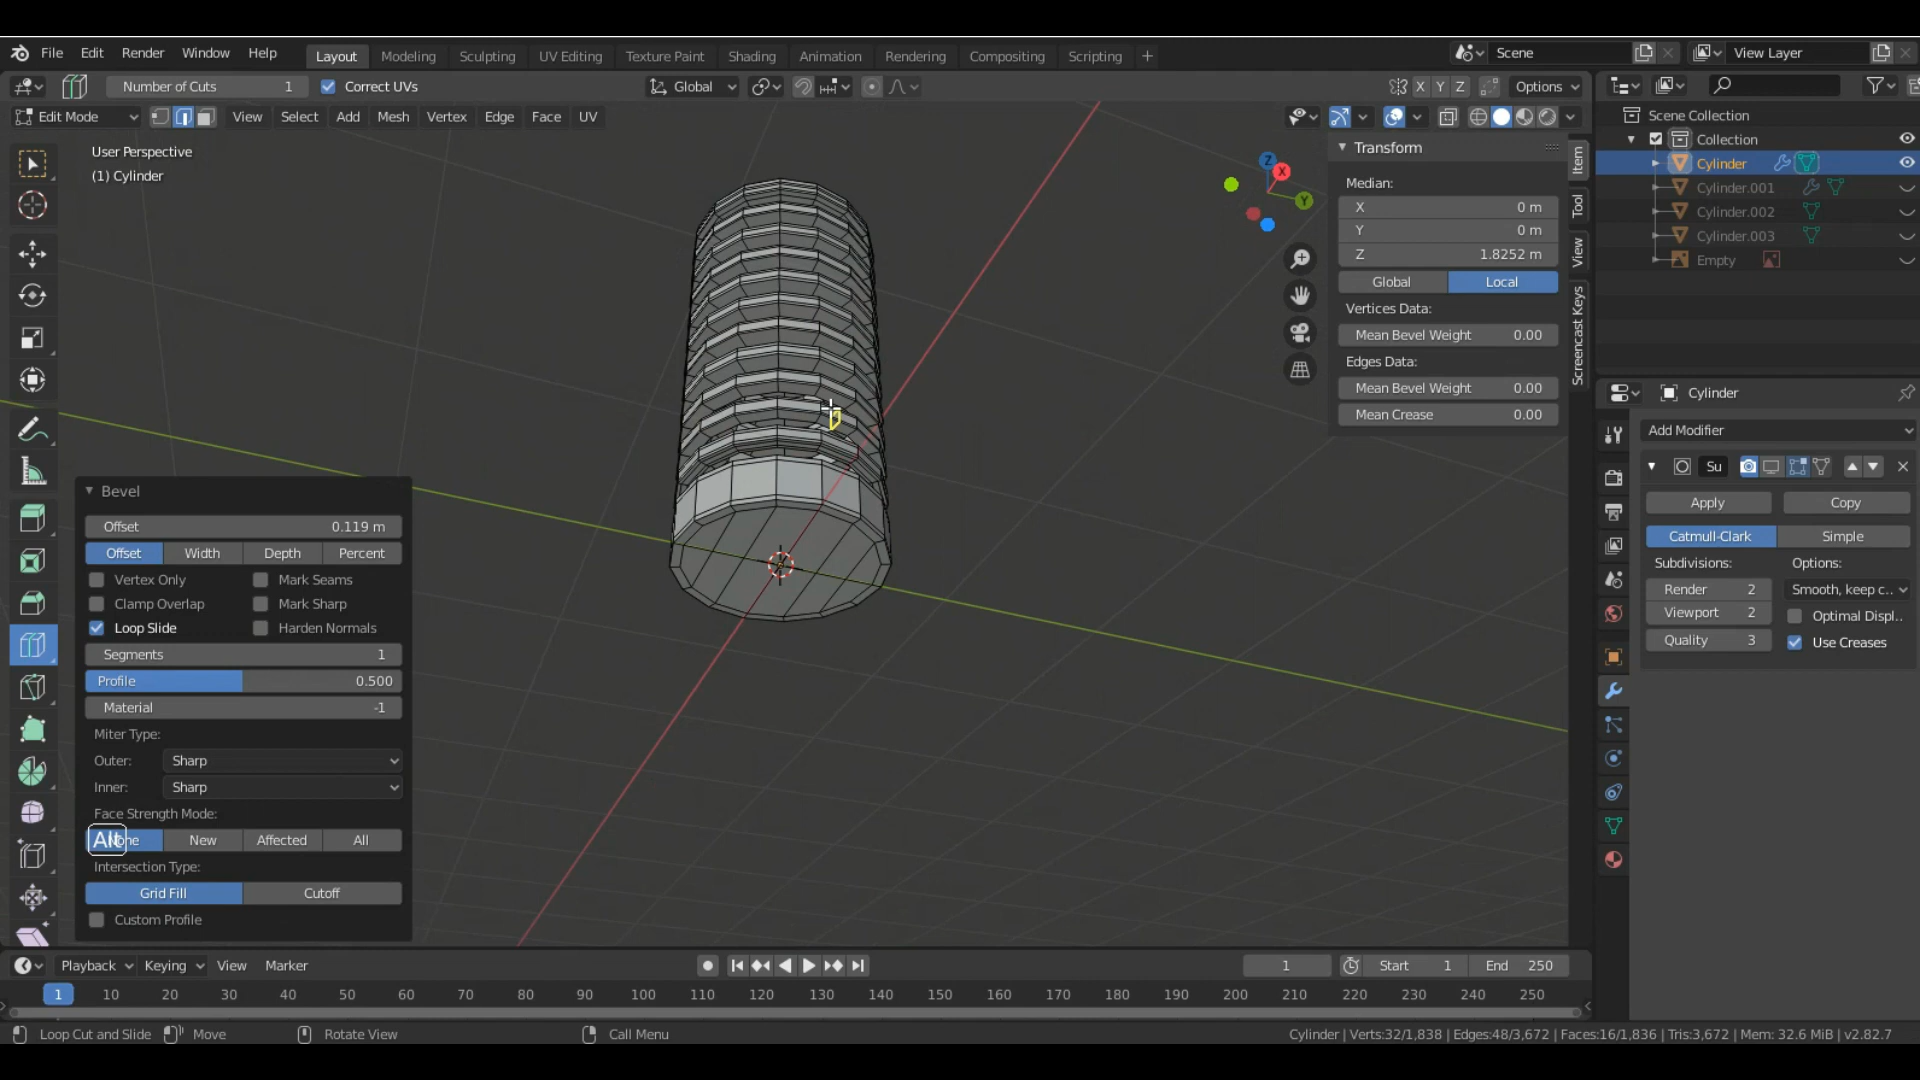 File Edit Render Window Help Layout Modeling Sculpting UV Editing Texture Paint Shading Animation Rendering Compositing Scripting + Scene View Layer
Number of Cuts 1 Correct UVs Global X Y Z Options
Edit Mode View Select Add Mesh Vertex Edge Face UV
User Perspective
(1) Cylinder
Z X Y
Transform
Median:
X 0 m
Y 0 m
Z 1.8252 m
Global Local
Vertices Data:
Mean Bevel Weight 0.00
Edges Data:
Mean Bevel Weight 0.00
Mean Crease 0.00
Item
Tool
View
Screencast Keys
Scene Collection
Collection
Cylinder
Cylinder.001
Cylinder.002
Cylinder.003
Empty
Cylinder
Add Modifier
Su
Apply Copy
Catmull-Clark Simple
Subdivisions: Options:
Render 2 Smooth, keep c..
Viewport 2 Optimal Displ..
Quality 3 Use Creases
Bevel
Offset 0.119 m
Offset Width Depth Percent
Vertex Only Mark Seams
Clamp Overlap Mark Sharp
Loop Slide Harden Normals
Segments 1
Profile 0.500
Material -1
Miter Type:
Outer: Sharp
Inner: Sharp
Face Strength Mode:
Alt New Affected All
Intersection Type:
Grid Fill Cutoff
Custom Profile
Playback Keying View Marker 1 Start 1 End 250
1 10 20 30 40 50 60 70 80 90 100 110 120 130 140 150 160 170 180 190 200 210 220 230 240 250
Loop Cut and Slide Move Rotate View Call Menu Cylinder | Verts:32/1,838 | Edges:48/3,672 | Faces:16/1,836 | Tris:3,672 | Mem: 32.6 MiB | v2.82.7